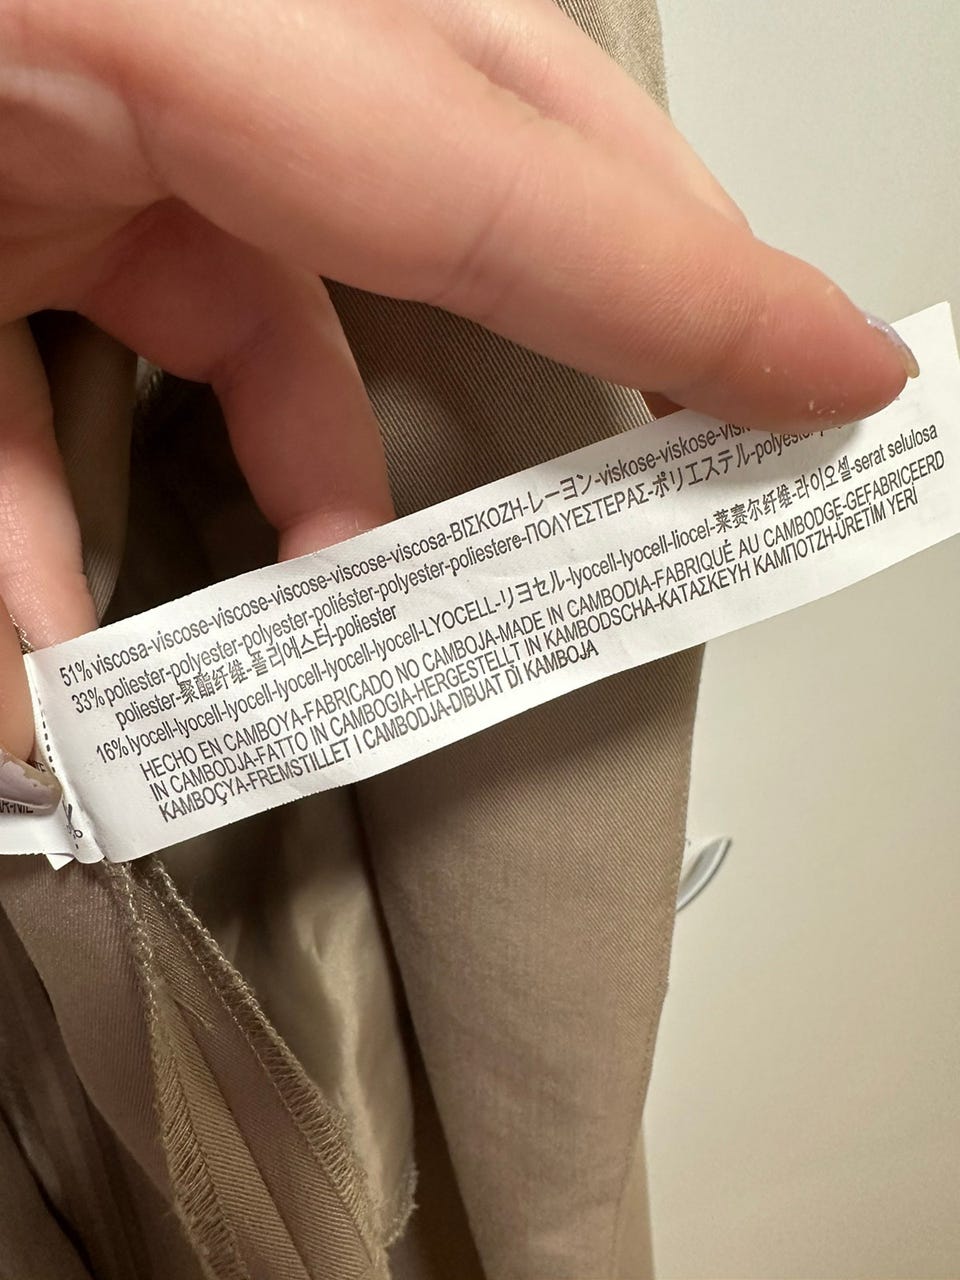 51% viscosa-viscose-viscose-viscose-viscose-viscosa-ΒΙΣΚΟΖΗ-レーヨン-viskose-viskose
33% poliester-polyester-polyester-poliéster-polyester-polyester-poliestere-ΠΟΛΥΕΣΤΕΡΑΣ-ポリエステル-polyester
poliester-聚酯纤维-폴리에스터-poliester
16% lyocell-lyocell-lyocell-lyocell-lyocell-lyocell-LYOCELL-リヨセル-lyocell-lyocell-liocel-莱赛尔纤维-라이오셀-serat selulosa
HECHO EN CAMBOYA-FABRICADO NO CAMBOJA-MADE IN CAMBODIA-FABRIQUÉ AU CAMBODGE-GEFABRICEERD
IN CAMBODJA-FATTO IN CAMBOGIA-HERGESTELLT IN KAMBODSCHA-ΚΑΤΑΣΚΕΥΗ ΚΑΜΠΟΤΖΗ-ÜRETIM YERİ
KAMBOÇYA-FREMSTILLET I CAMBODJA-DIBUAT DI KAMBOJA